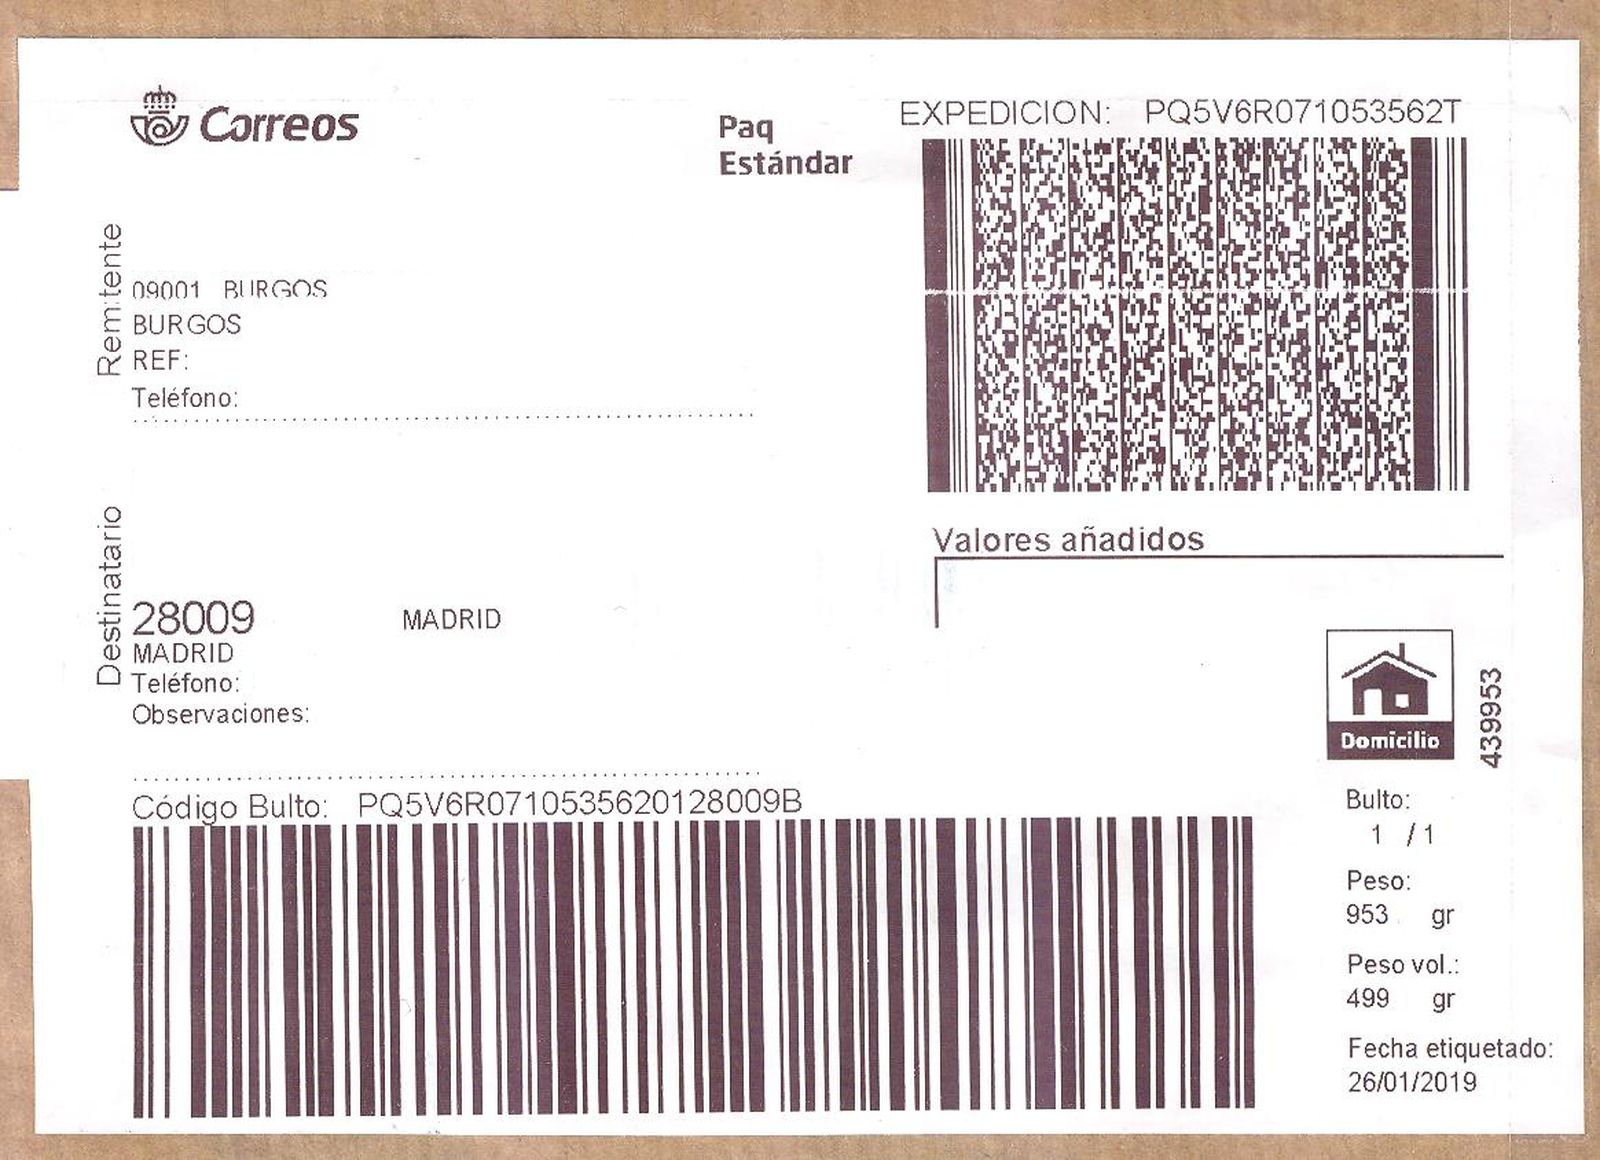 Correos
Paq
Estándar
EXPEDICION: PQ5V6R071053562T
Remitente
09001 BURGOS
BURGOS
REF:
Teléfono:
Valores añadidos
Destinatario
28009 MADRID
MADRID
Teléfono:
Observaciones:
Domicilio
439953
Código Bulto: PQ5V6R0710535620128009B
Bulto:
1 / 1
Peso:
953 gr
Peso vol.:
499 gr
Fecha etiquetado:
26/01/2019